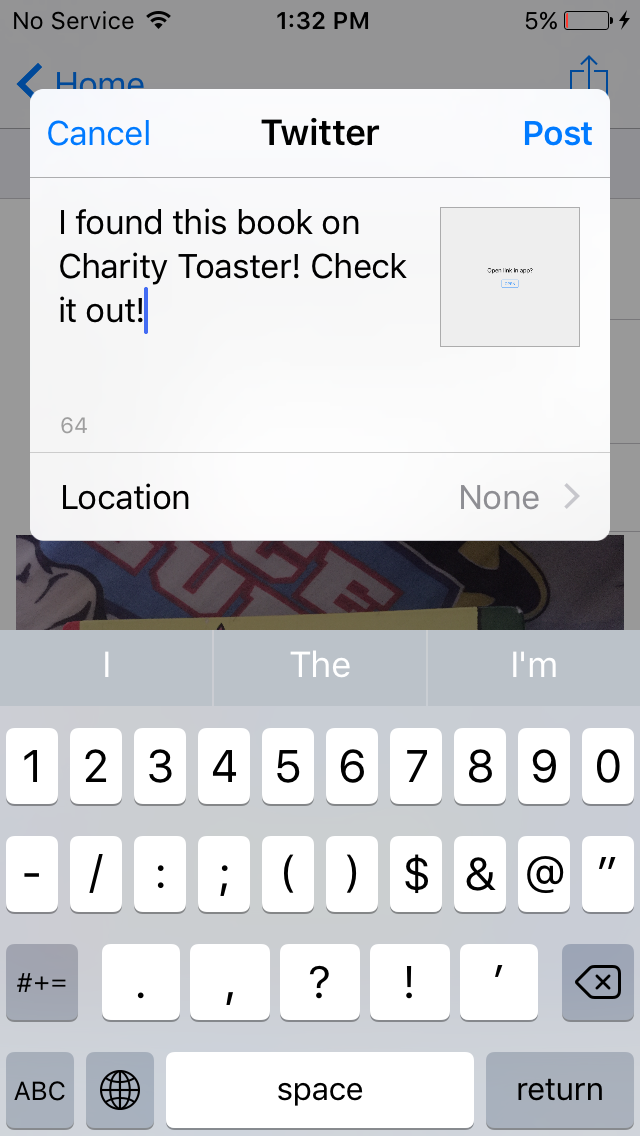 No Service 1:32 PM 5%
Home
Cancel Twitter Post
I found this book on
Charity Toaster! Check
it out!
Open link in app?
OPEN
64
Location None
I The I'm
1 2 3 4 5 6 7 8 9 0
- / : ; ( ) $ & @ "
#+= . , ? ! '
ABC space return